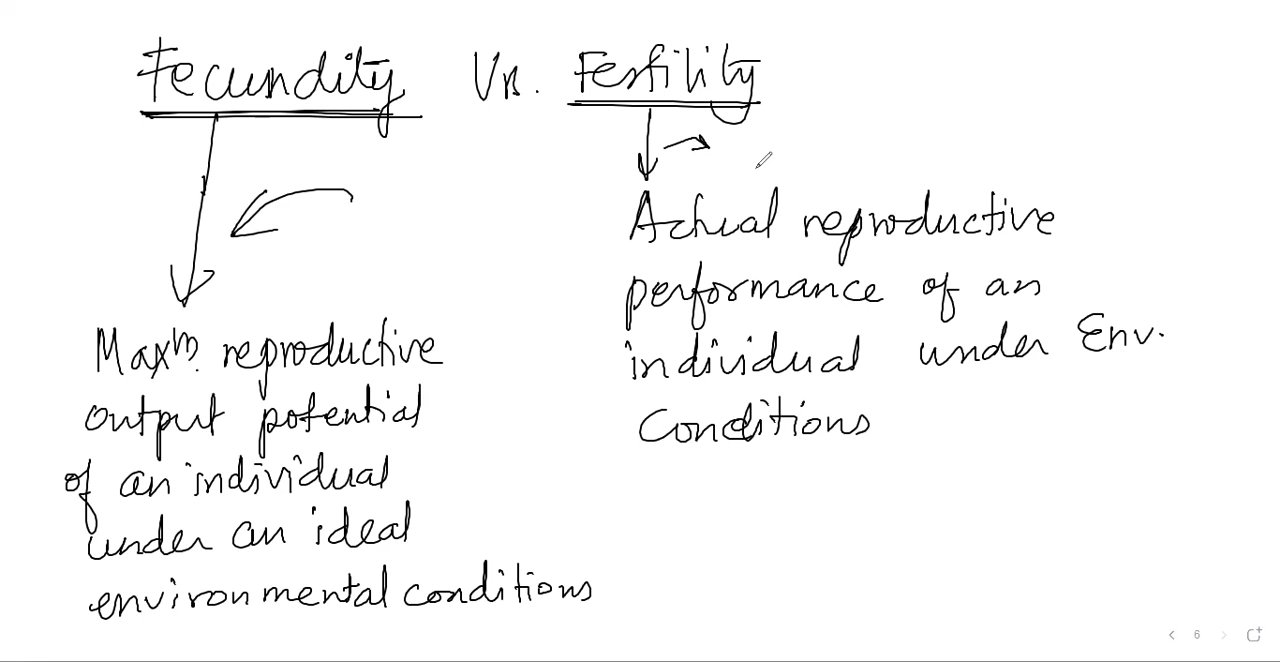 Fecundity Vs. Fertility
Maxm. reproductive
output potential
of an individual
under an ideal
environmental conditions
Actual reproductive
performance of an
individual under Env.
Conditions
6